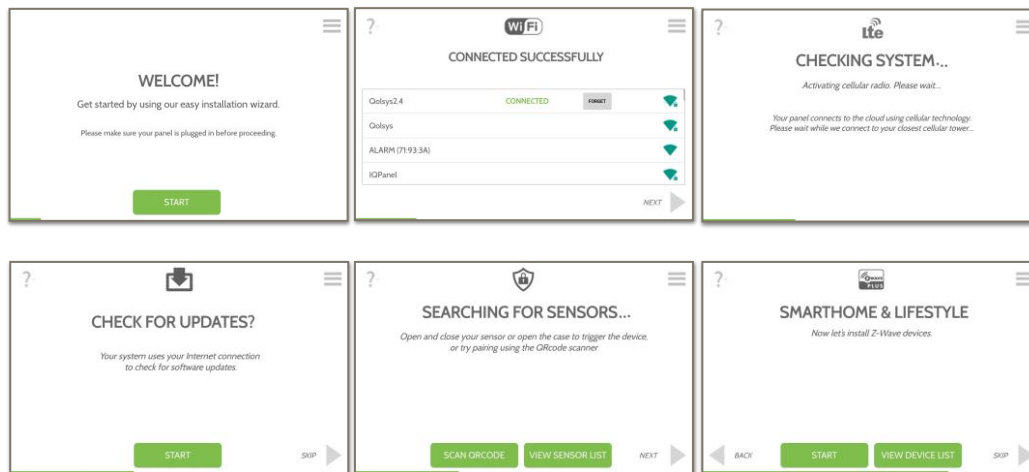 WELCOME!
Get started by using our easy installation wizard.
Please make sure your panel is plugged in before proceeding.
START
?
WiFi
CONNECTED SUCCESSFULLY
Qolsys2.4 CONNECTED FORGET
Qolsys
ALARM (71:93:3A)
IQPanel
NEXT
?
lte
CHECKING SYSTEM...
Activating cellular radio. Please wait...
Your panel connects to the cloud using cellular technology.
Please wait while we connect to your closest cellular tower...
?
CHECK FOR UPDATES?
Your system uses your Internet connection
to check for software updates.
START SKIP
?
SEARCHING FOR SENSORS...
Open and close your sensor or open the case to trigger the device,
or try pairing using the QRcode scanner
SCAN QRCODE VIEW SENSOR LIST NEXT
?
Z-WAVE
PLUS
SMARTHOME & LIFESTYLE
Now let's install Z-Wave devices.
BACK START VIEW DEVICE LIST SKIP